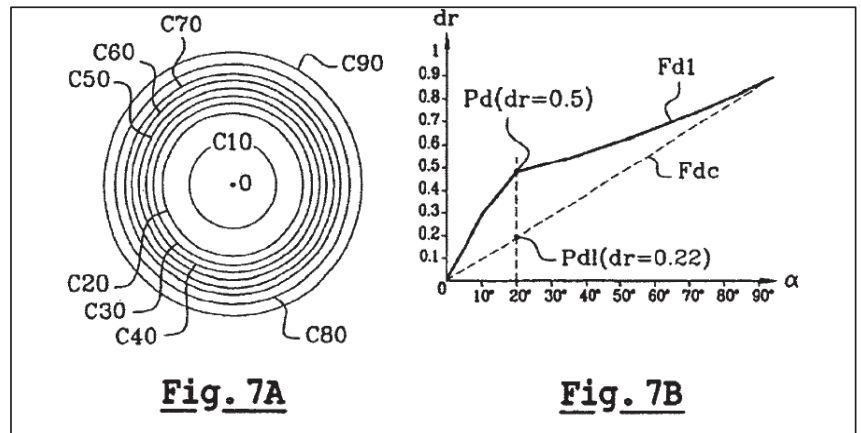 C70
C60
C50
C90
C10
O
C20
C30
C40
C80
Fig. 7A
dr
1
0.9
0.8
0.7
0.6
0.5
0.4
0.3
0.2
0.1
0
Pd(dr=0.5)
Fd1
Fdc
Pdl(dr=0.22)
10° 20° 30° 40° 50° 60° 70° 80° 90°
α
Fig. 7B